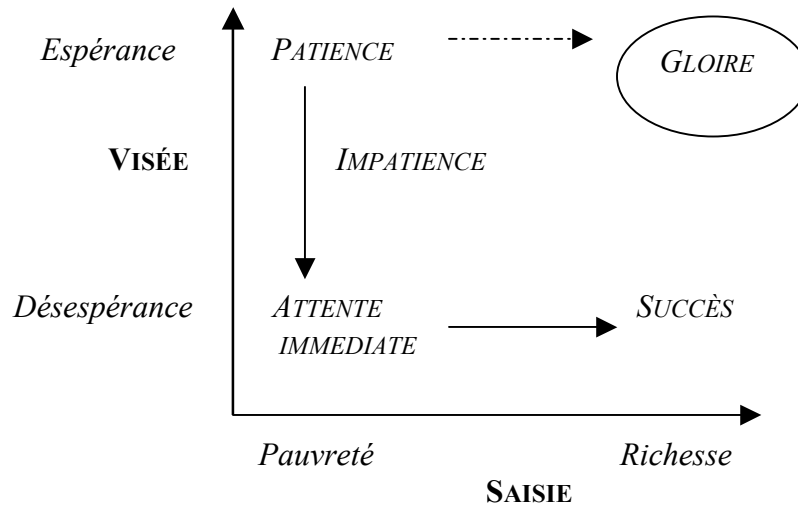 Espérance PATIENCE GLOIRE
VISÉE IMPATIENCE
Désespérance ATTENTE SUCCÈS
IMMEDIATE
Pauvreté Richesse
SAISIE